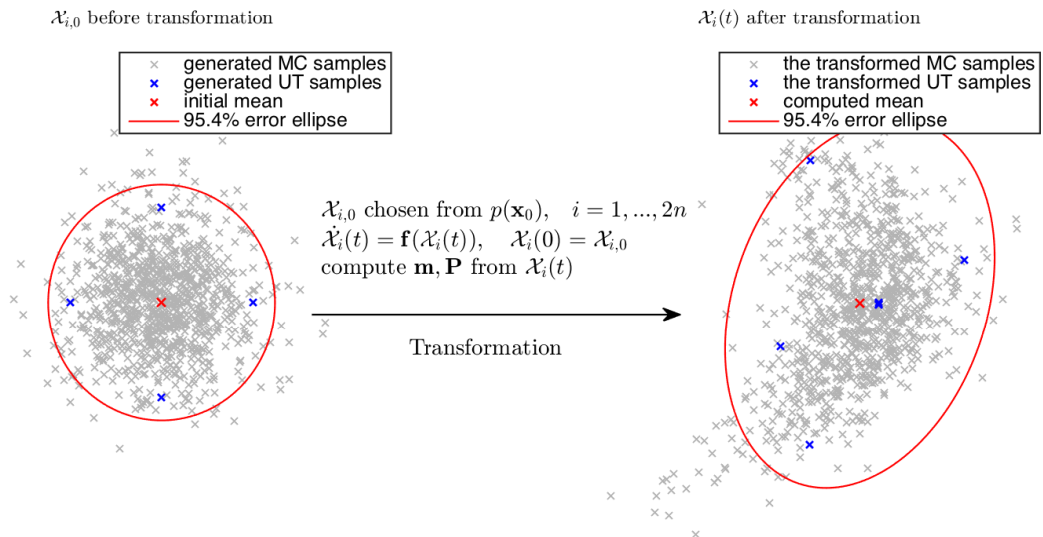 𝒳_{i,0} before transformation
generated MC samples
generated UT samples
initial mean
95.4% error ellipse
𝒳_{i,0} chosen from p(𝐱_0), i = 1, ..., 2n
𝒳̇_i(t) = 𝐟(𝒳_i(t)), 𝒳_i(0) = 𝒳_{i,0}
compute 𝐦, 𝐏 from 𝒳_i(t)
Transformation
𝒳_i(t) after transformation
the transformed MC samples
the transformed UT samples
computed mean
95.4% error ellipse